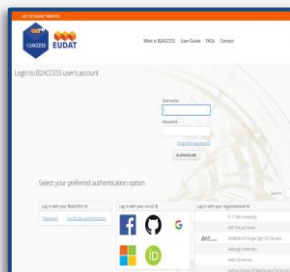 GO TO EUDAT WEBSITE
B2ACCESS
EUDAT
What is B2ACCESS User Guide FAQs Contact
Login to B2ACCESS user's account
Username
Password
Forgotten password?
Authenticate
Select your preferred authentication option
Search
Log in with your B2ACCESS ID
Password Certificate authentication
Log in with your social ID
Log in with your organisational ID
Aalborg University
Aalto University